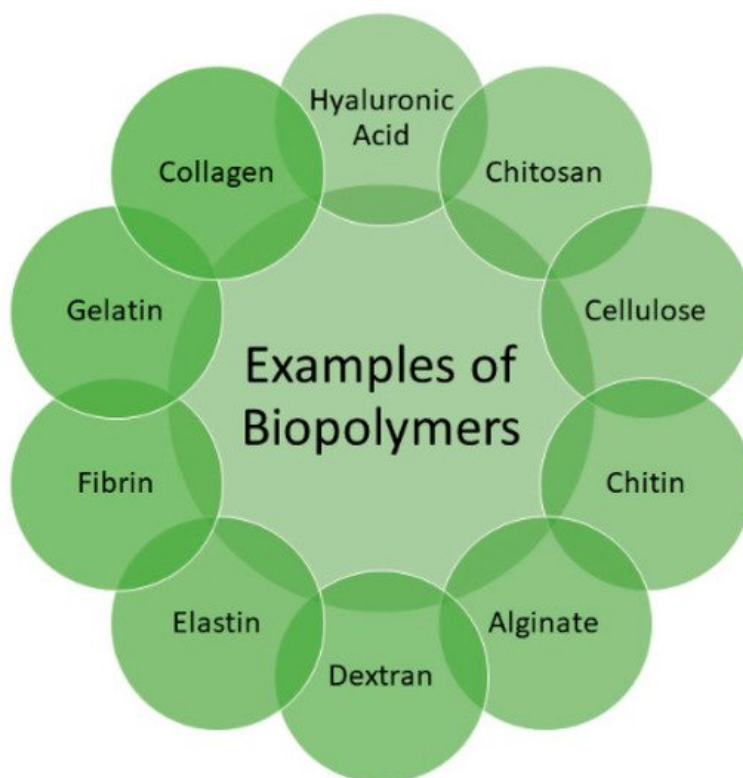 Hyaluronic
Acid
Chitosan
Cellulose
Chitin
Alginate
Dextran
Elastin
Fibrin
Gelatin
Collagen
Examples of
Biopolymers